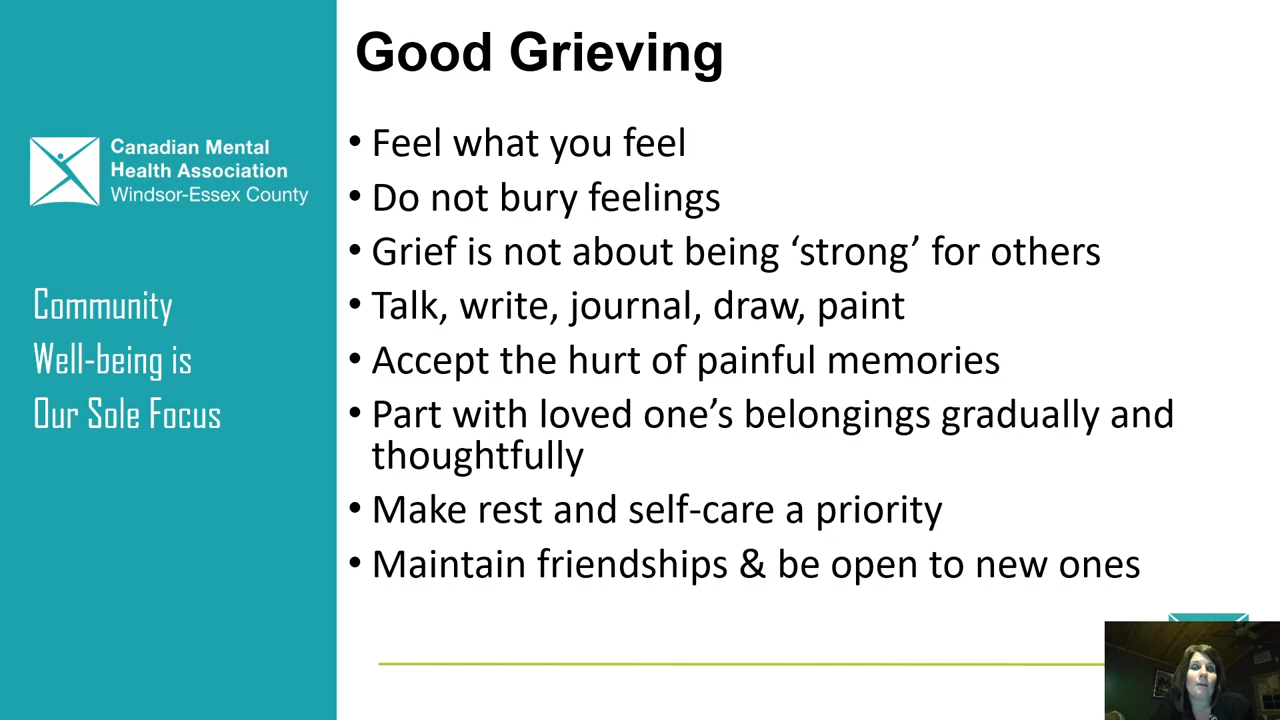 Good Grieving
Canadian Mental
Health Association
Windsor-Essex County
Community
Well-being is
Our Sole Focus
• Feel what you feel
• Do not bury feelings
• Grief is not about being ‘strong’ for others
• Talk, write, journal, draw, paint
• Accept the hurt of painful memories
• Part with loved one’s belongings gradually and
thoughtfully
• Make rest and self-care a priority
• Maintain friendships & be open to new ones